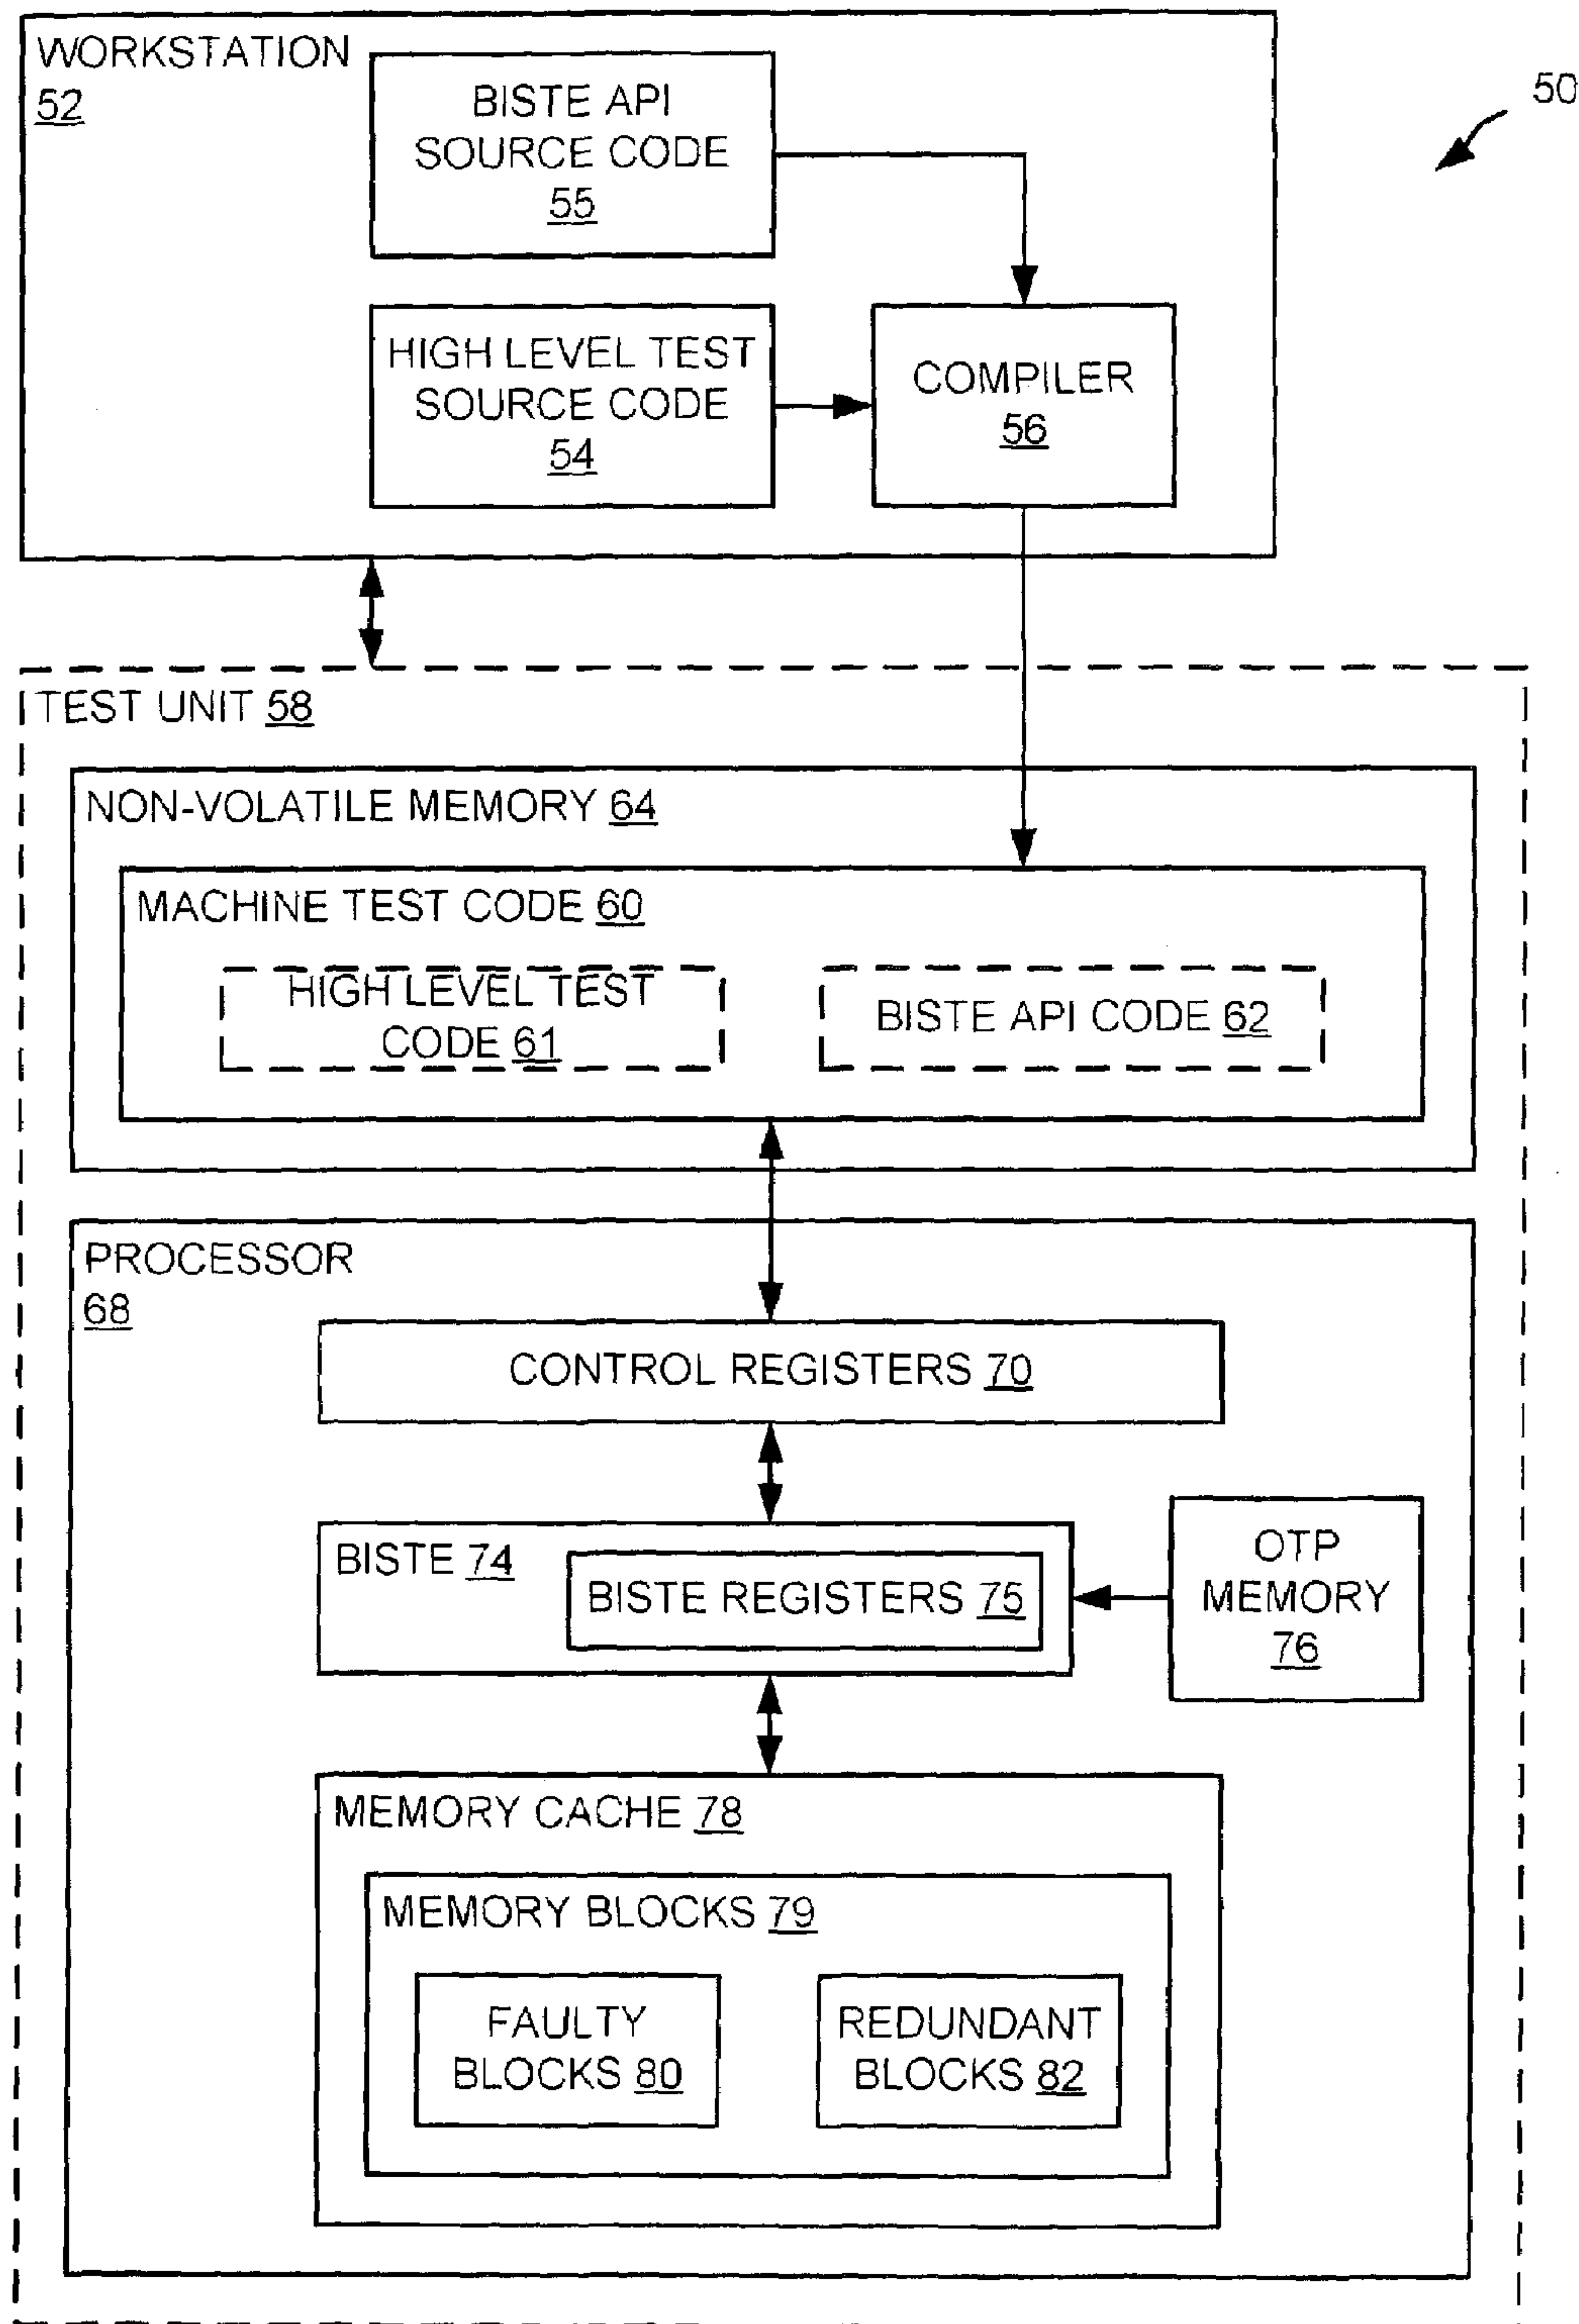 WORKSTATION
52
50
BISTE API
SOURCE CODE
55
HIGH LEVEL TEST
SOURCE CODE
54
COMPILER
56
TEST UNIT 58
NON-VOLATILE MEMORY 64
MACHINE TEST CODE 60
HIGH LEVEL TEST
CODE 61
BISTE API CODE 62
PROCESSOR
68
CONTROL REGISTERS 70
BISTE 74
BISTE REGISTERS 75
OTP
MEMORY
76
MEMORY CACHE 78
MEMORY BLOCKS 79
FAULTY
BLOCKS 80
REDUNDANT
BLOCKS 82